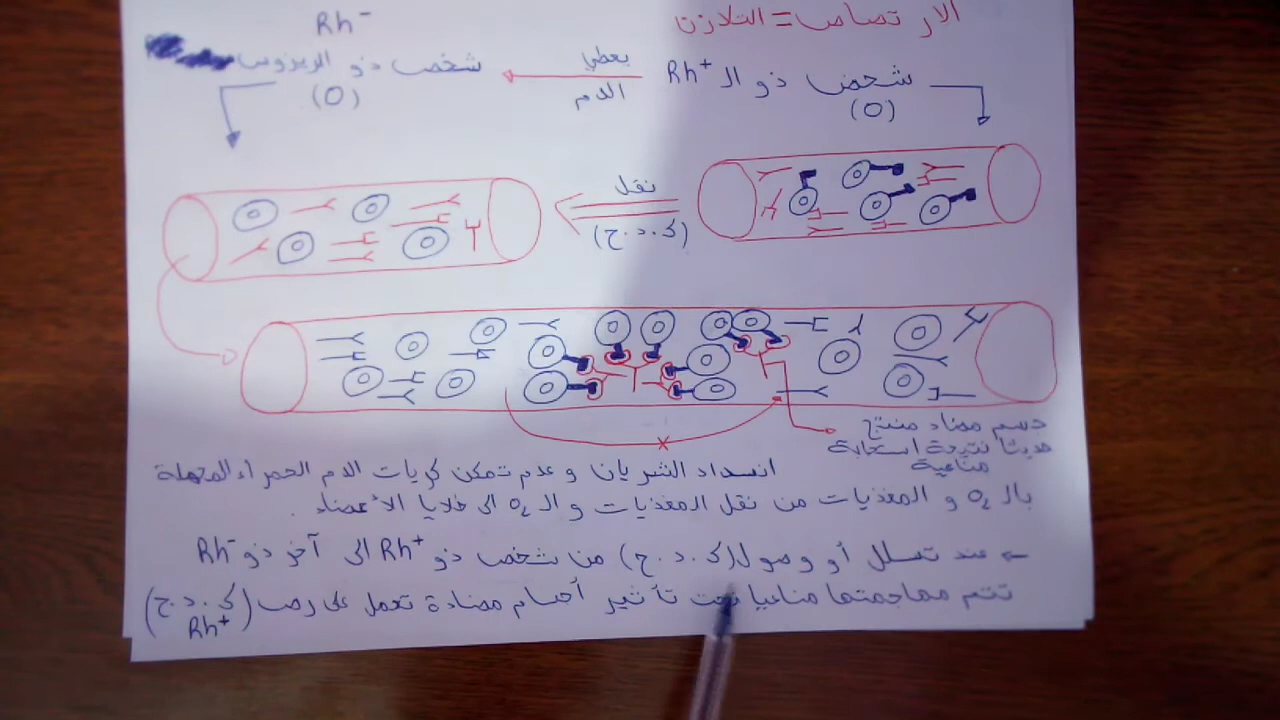 الارتصاص = التلازن
شخص ذو الـ Rh⁺
(O)
يعطي
الدم
Rh⁻
شخص ذو الريزوس
(O)
نقل
(ك.د.ح)
جسم مضاد منتج
حديثا نتيجة استجابة
مناعية
انسداد الشريان و عدم تمكن كريات الدم الحمراء المحملة
بالـ O₂ و المغذيات من نقل المغذيات و الـ O₂ الى خلايا الأعضاء.
← عند تسلل أو وصول (ك.د.ح) من شخص ذو Rh⁺ الى آخر ذو Rh⁻
تتم مهاجمتها مناعيا تحت تأثير أجسام مضادة تعمل على رص (ك.د.ح)
Rh⁺